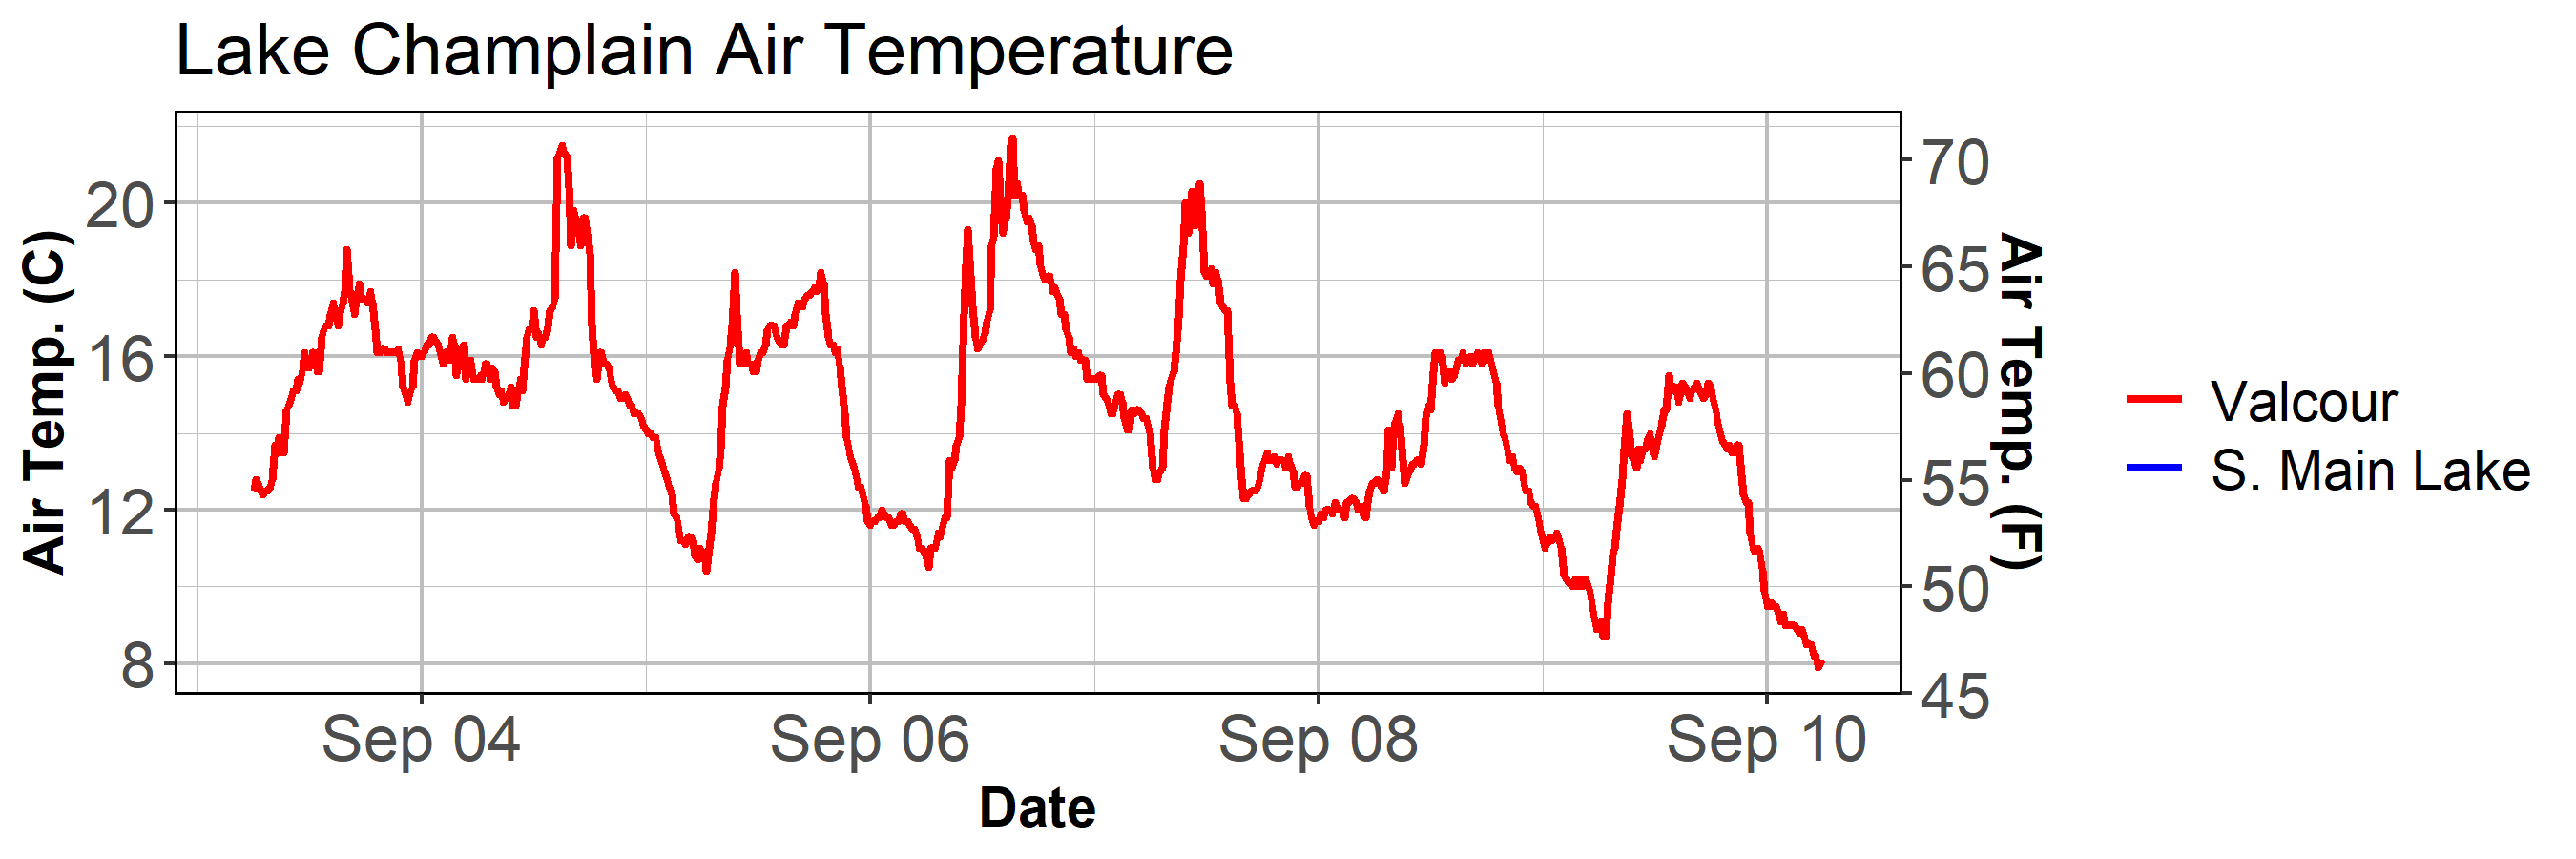 Lake Champlain Air Temperature
Air Temp. (C)
20
16
12
8
70
65
60
55
50
45
Air Temp. (F)
Sep 04
Sep 06
Sep 08
Sep 10
Date
Valcour
S. Main Lake